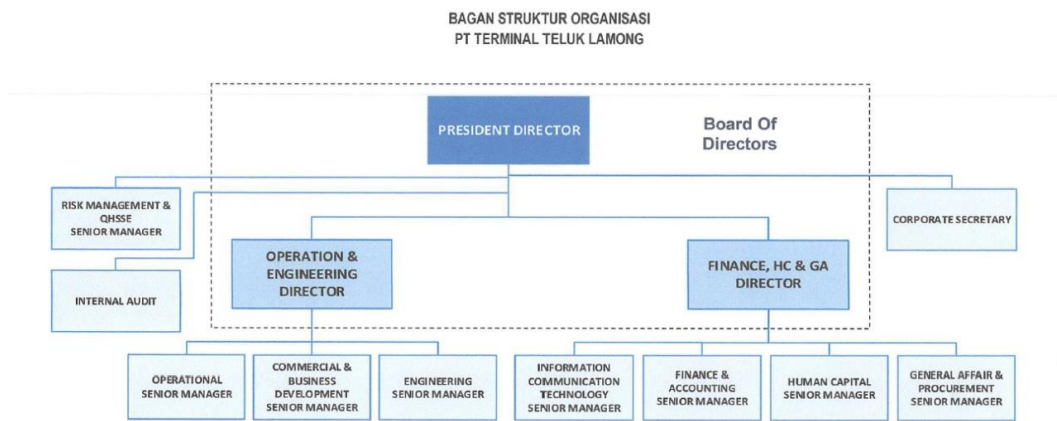 BAGAN STRUKTUR ORGANISASI
PT TERMINAL TELUK LAMONG
PRESIDENT DIRECTOR
Board Of
Directors
RISK MANAGEMENT &
QHSSE
SENIOR MANAGER
CORPORATE SECRETARY
INTERNAL AUDIT
OPERATION &
ENGINEERING
DIRECTOR
FINANCE, HC & GA
DIRECTOR
OPERATIONAL
SENIOR MANAGER
COMMERCIAL &
BUSINESS
DEVELOPMENT
SENIOR MANAGER
ENGINEERING
SENIOR MANAGER
INFORMATION
COMMUNICATION
TECHNOLOGY
SENIOR MANAGER
FINANCE &
ACCOUNTING
SENIOR MANAGER
HUMAN CAPITAL
SENIOR MANAGER
GENERAL AFFAIR &
PROCUREMENT
SENIOR MANAGER